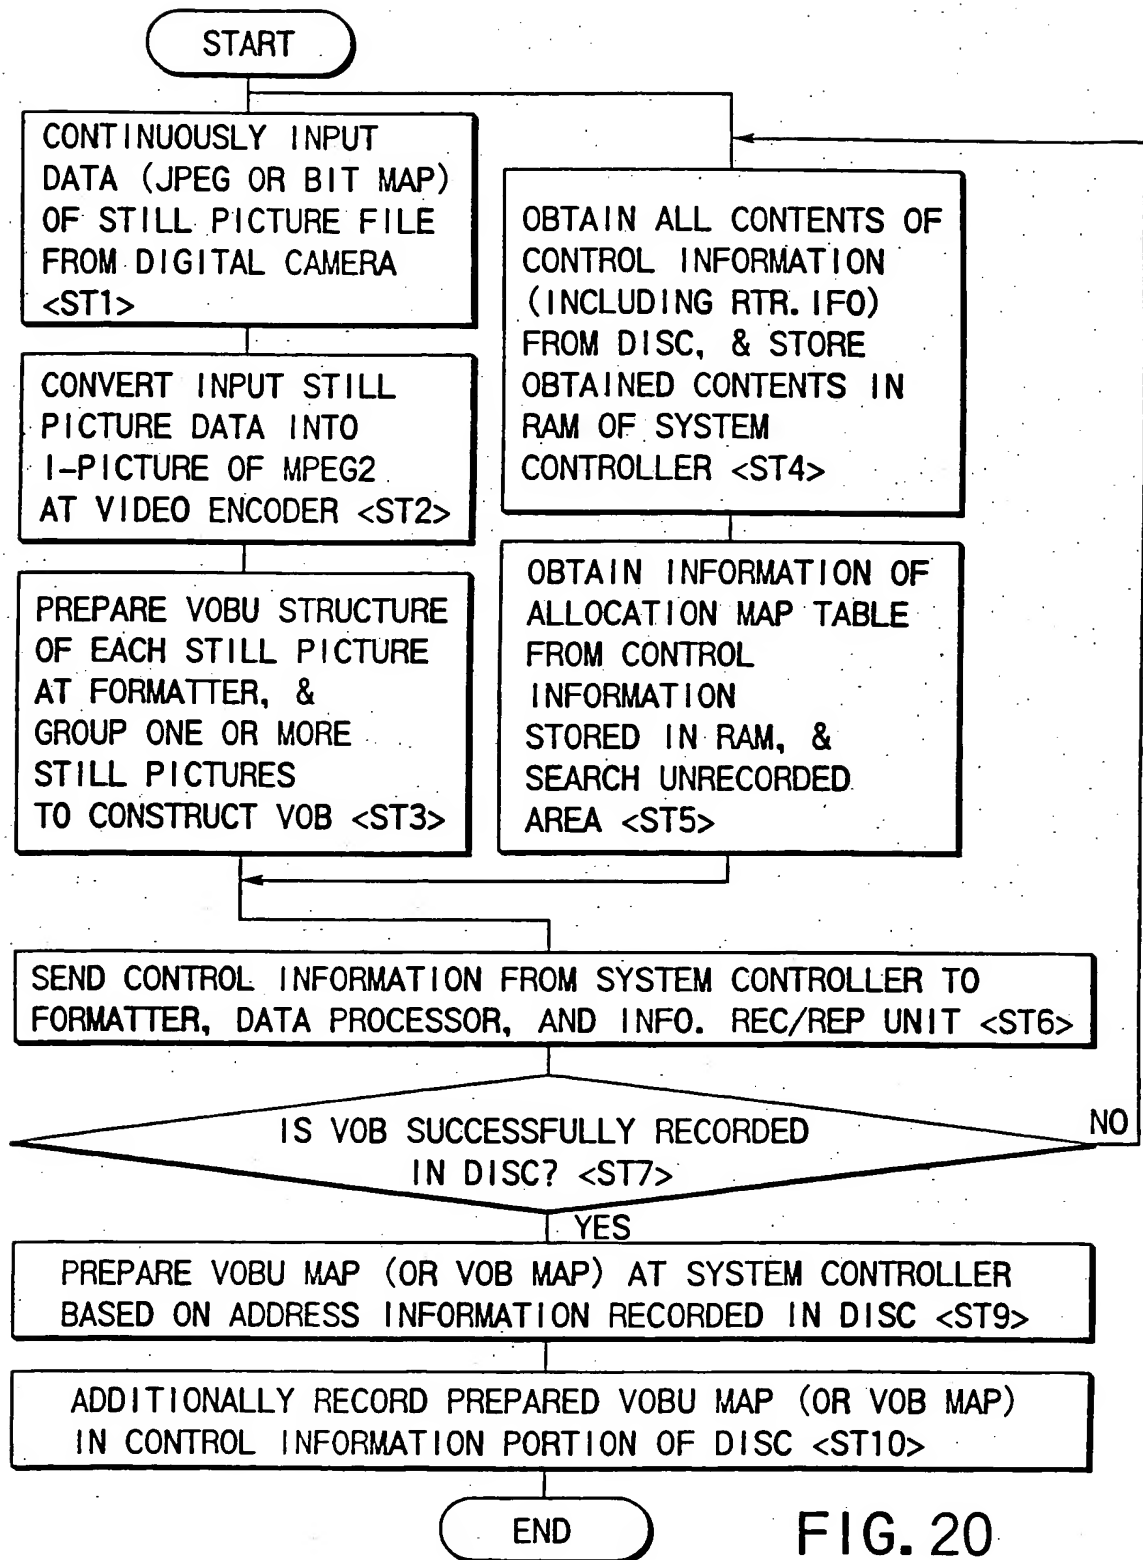 START
CONTINUOUSLY INPUT
DATA (JPEG OR BIT MAP)
OF STILL PICTURE FILE
FROM DIGITAL CAMERA
<ST1>
CONVERT INPUT STILL
PICTURE DATA INTO
I-PICTURE OF MPEG2
AT VIDEO ENCODER <ST2>
PREPARE VOBU STRUCTURE
OF EACH STILL PICTURE
AT FORMATTER, &
GROUP ONE OR MORE
STILL PICTURES
TO CONSTRUCT VOB <ST3>
OBTAIN ALL CONTENTS OF
CONTROL INFORMATION
(INCLUDING RTR. IFO)
FROM DISC, & STORE
OBTAINED CONTENTS IN
RAM OF SYSTEM
CONTROLLER <ST4>
OBTAIN INFORMATION OF
ALLOCATION MAP TABLE
FROM CONTROL
INFORMATION
STORED IN RAM, &
SEARCH UNRECORDED
AREA <ST5>
SEND CONTROL INFORMATION FROM SYSTEM CONTROLLER TO
FORMATTER, DATA PROCESSOR, AND INFO. REC/REP UNIT <ST6>
IS VOB SUCCESSFULLY RECORDED
IN DISC? <ST7>
NO
YES
PREPARE VOBU MAP (OR VOB MAP) AT SYSTEM CONTROLLER
BASED ON ADDRESS INFORMATION RECORDED IN DISC <ST9>
ADDITIONALLY RECORD PREPARED VOBU MAP (OR VOB MAP)
IN CONTROL INFORMATION PORTION OF DISC <ST10>
END
FIG. 20